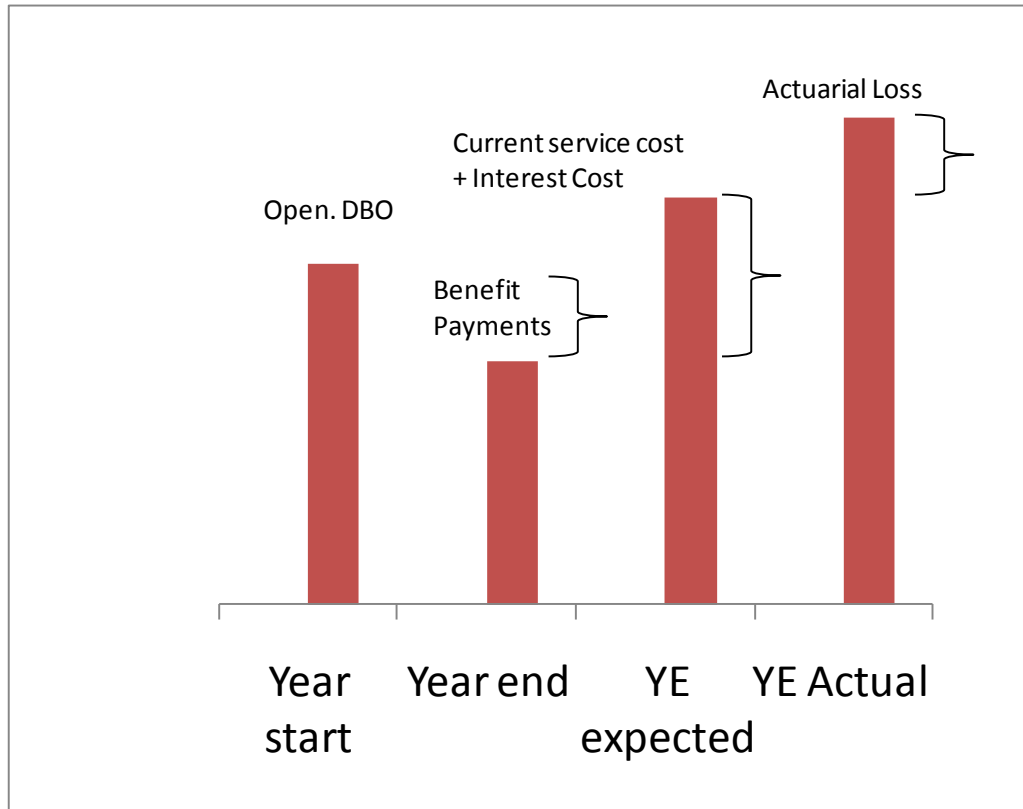 Actuarial Loss
Current service cost
+ Interest Cost
Open. DBO
Benefit
Payments
Year
start
Year end
YE
expected
YE Actual